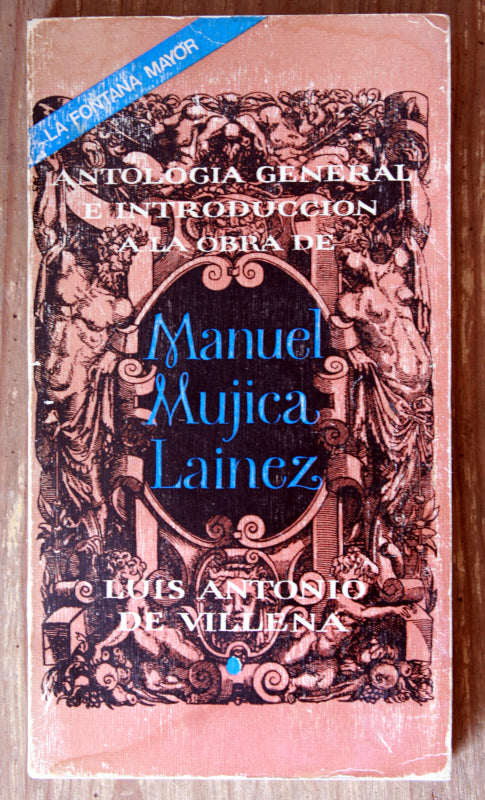 LA FONTANA MAYOR
ANTOLOGIA GENERAL
E INTRODUCCION
A LA OBRA DE
Manuel
Mujica
Lainez
LUIS ANTONIO
DE VILLENA